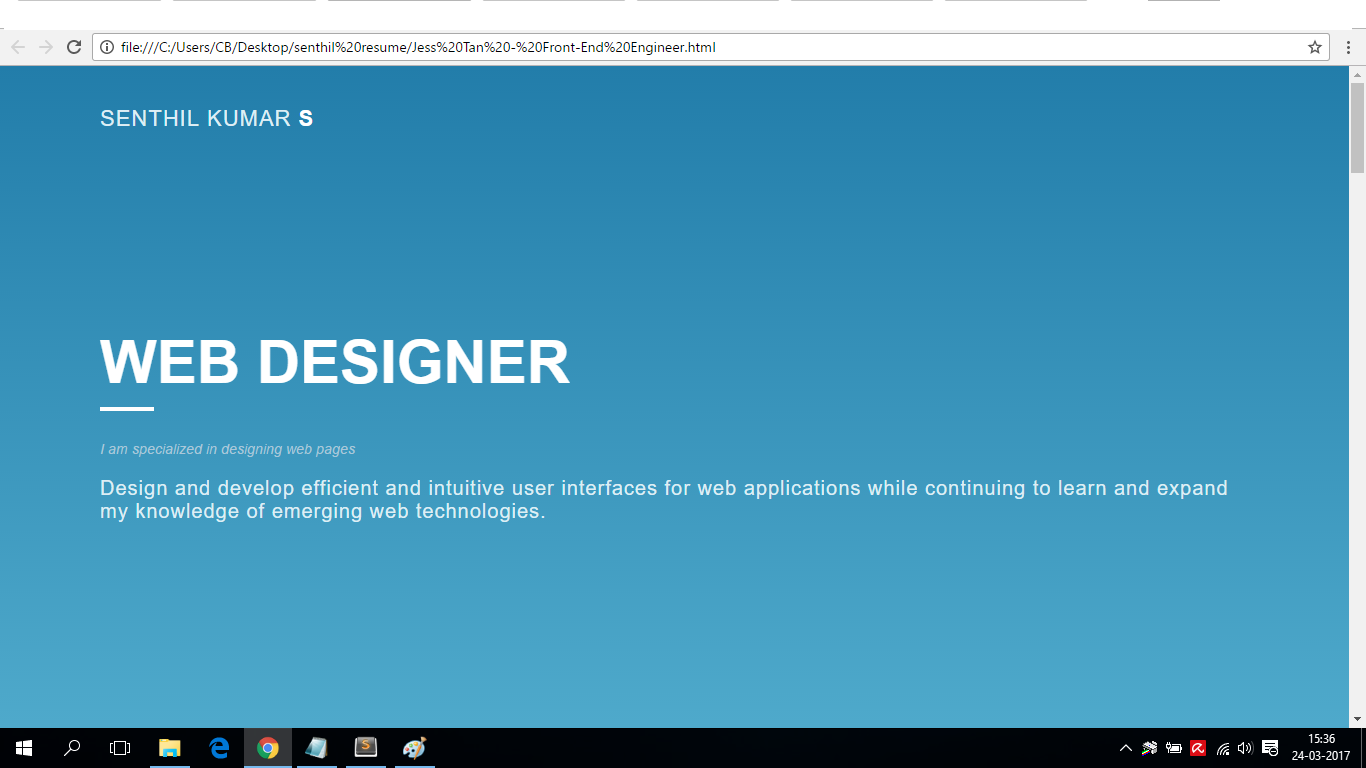 file:///C:/Users/CB/Desktop/senthil%20resume/Jess%20Tan%20-%20Front-End%20Engineer.html
SENTHIL KUMAR S
WEB DESIGNER
I am specialized in designing web pages
Design and develop efficient and intuitive user interfaces for web applications while continuing to learn and expand
my knowledge of emerging web technologies.
15:36
24-03-2017